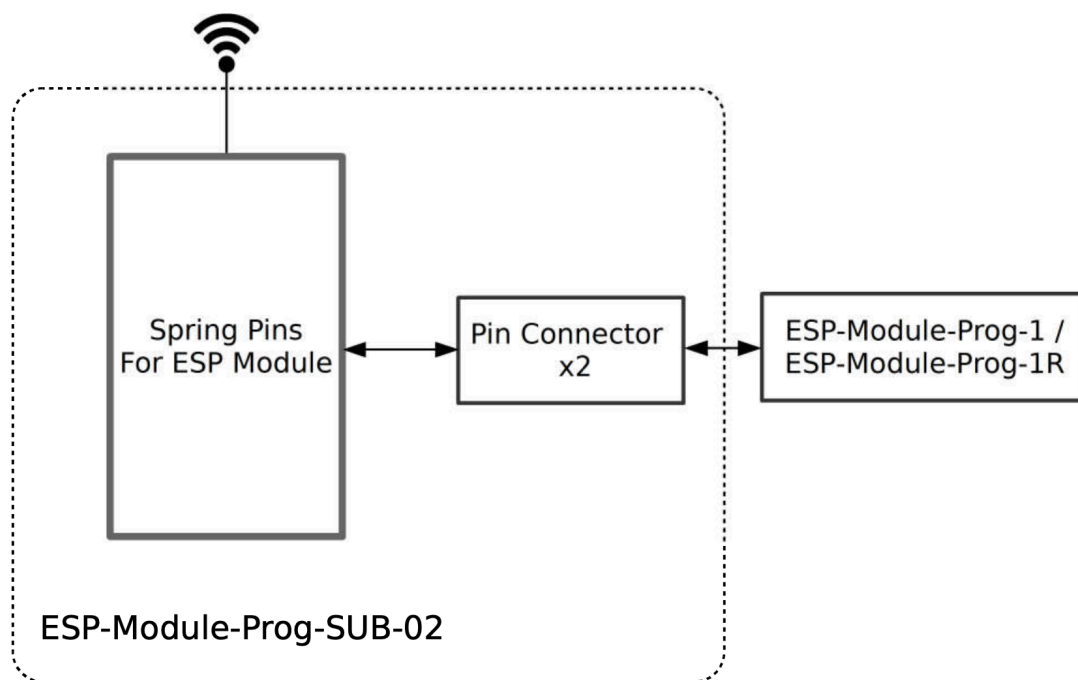 Spring Pins
For ESP Module
Pin Connector
x2
ESP-Module-Prog-1 /
ESP-Module-Prog-1R
ESP-Module-Prog-SUB-02